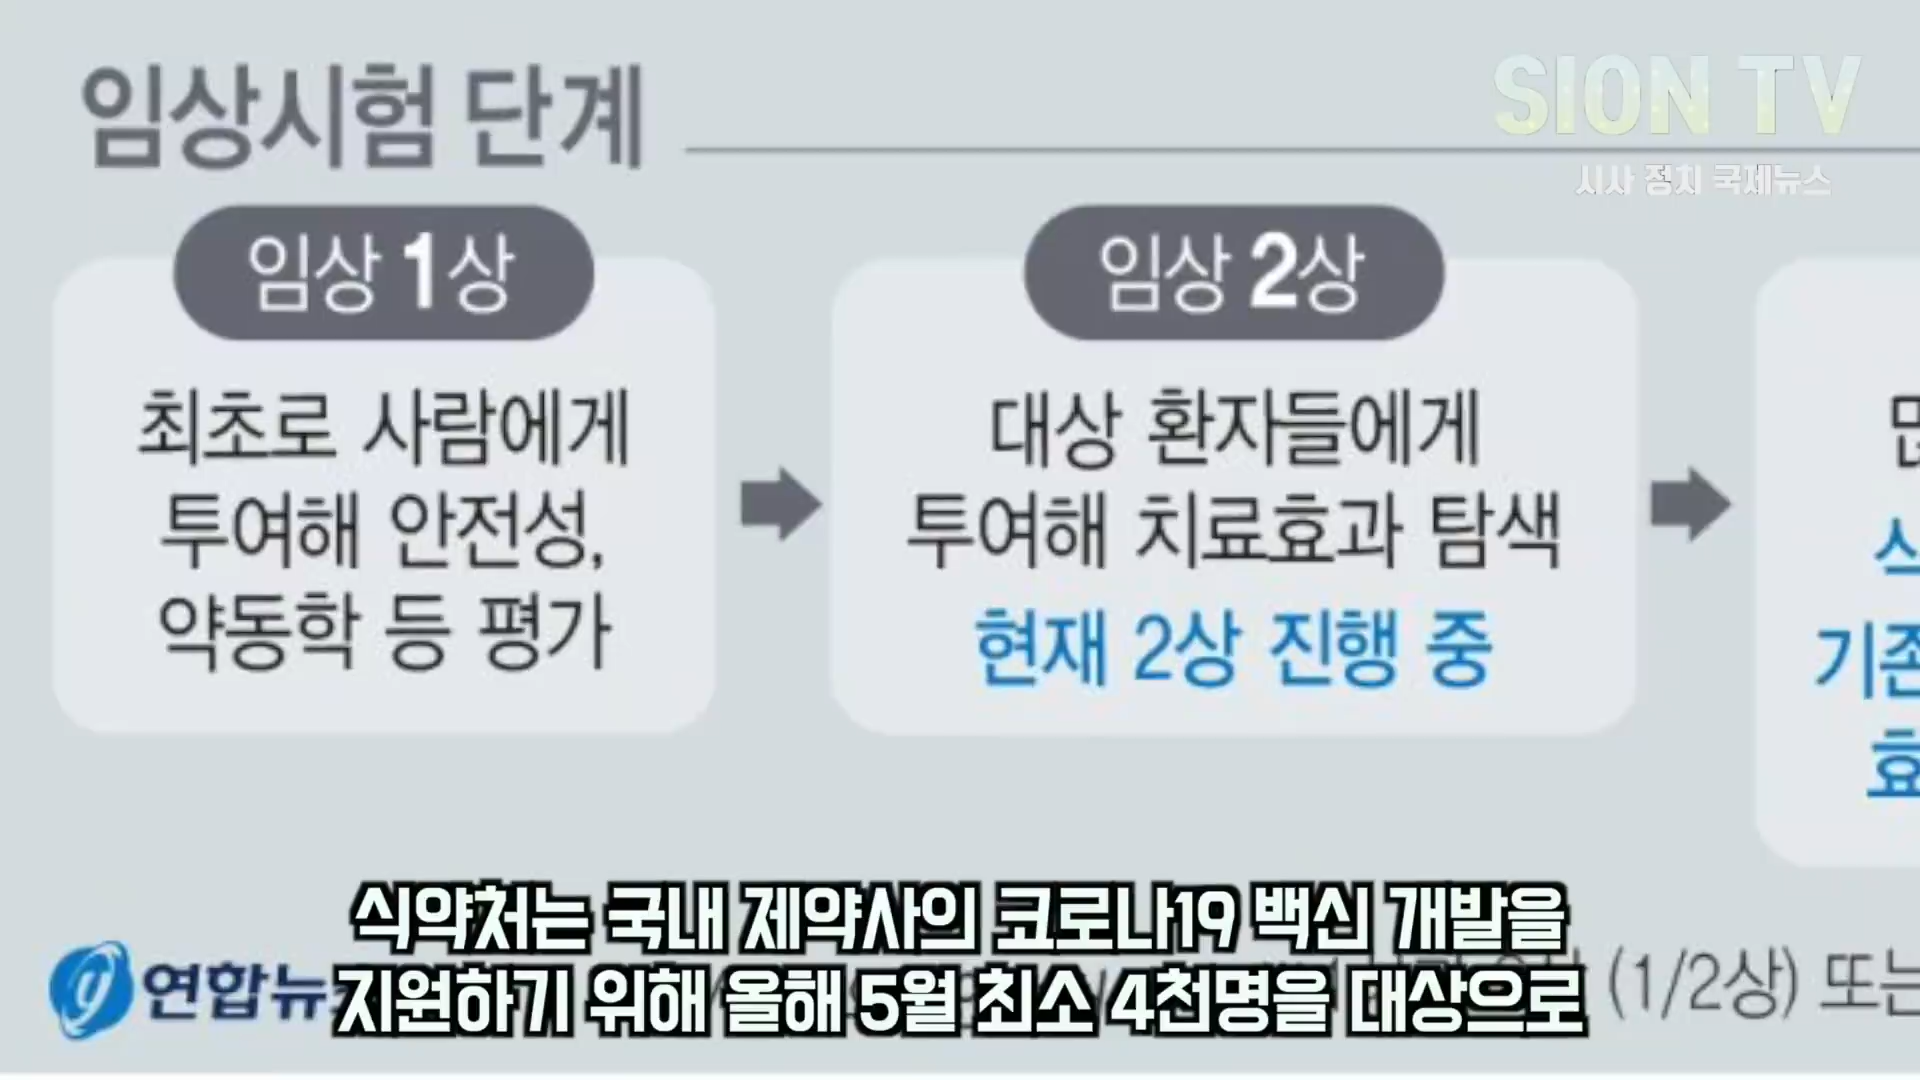 임상시험 단계
SION TV
시사 정치 국제뉴스
임상 1상
최초로 사람에게
투여해 안전성,
약동학 등 평가
임상 2상
대상 환자들에게
투여해 치료효과 탐색
현재 2상 진행 중
기존
효
식약처는 국내 제약사의 코로나19 백신 개발을
지원하기 위해 올해 5월 최소 4천명을 대상으로
연합뉴
(1/2상) 또는